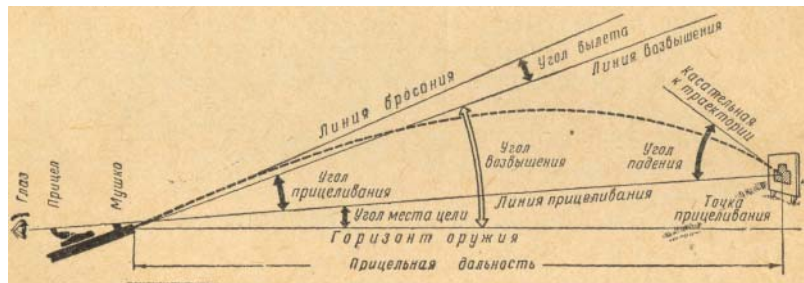 Глаз
Прицел
Мушка
Линия бросания
Угол вылета
Линия возвышения
Касательная
к траектории
Угол
прицеливания
Угол
возвышения
Угол
падения
Угол места цели
Линия прицеливания
Точка
прицеливания
Горизонт оружия
Прицельная дальность